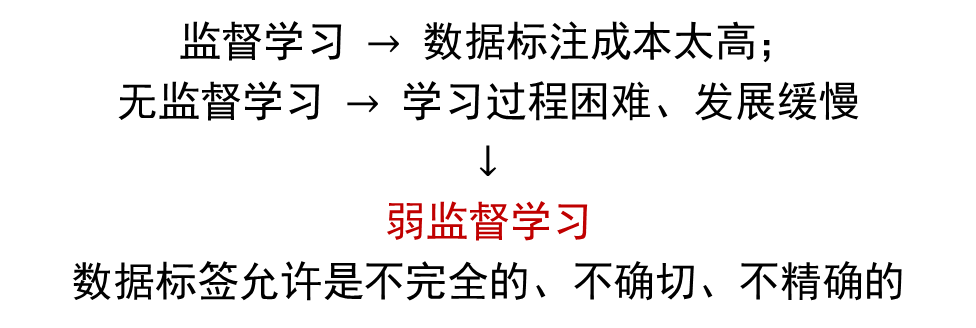 监督学习 → 数据标注成本太高；
无监督学习 → 学习过程困难、发展缓慢
↓
弱监督学习
数据标签允许是不完全的、不确切、不精确的